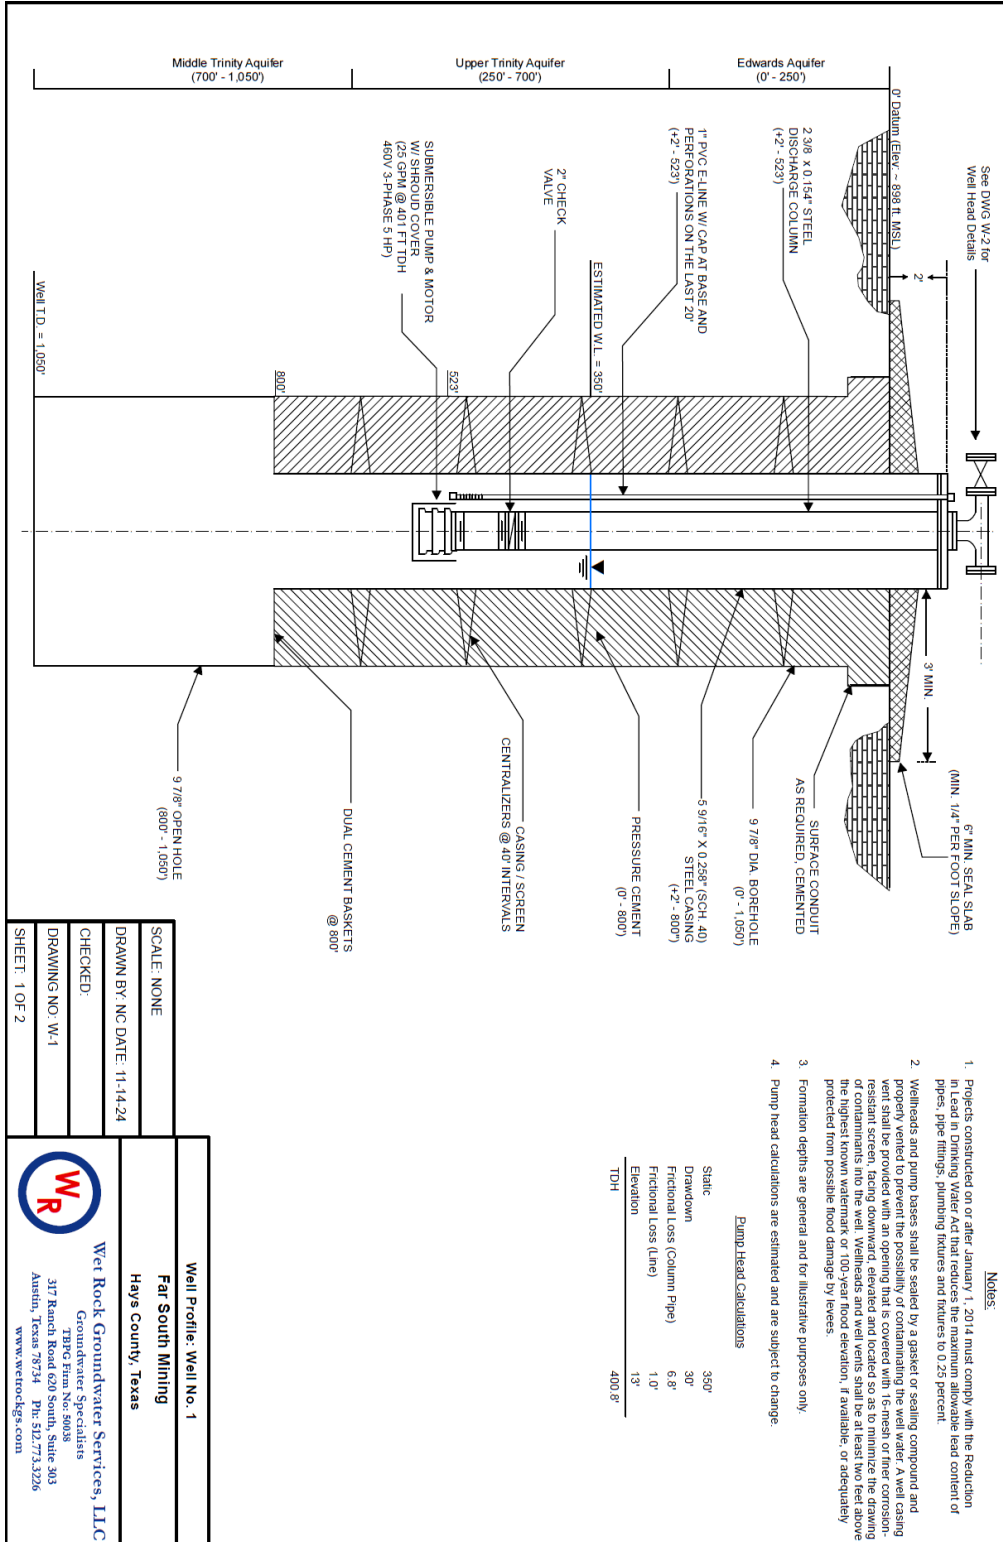 Middle Trinity Aquifer
(700' - 1,050')
Upper Trinity Aquifer
(250' - 700')
Edwards Aquifer
(0' - 250')
0' Datum (Elev. ~ 898 ft. MSL)
See DWG W-2 for
Well Head Details
2'
2 3/8 x 0.154" STEEL
DISCHARGE COLUMN
(+2' - 523')
1" PVC E-LINE W/ CAP AT BASE AND
PERFORATIONS ON THE LAST 20'
(+2' - 523')
ESTIMATED W.L. = 350'
2" CHECK
VALVE
523'
SUBMERSIBLE PUMP & MOTOR
W/ SHROUD COVER
(25 GPM @ 401 FT TDH
460V 3-PHASE 5 HP)
800'
Well T.D. = 1,050'
3' MIN.
6" MIN. SEAL SLAB
(MIN. 1/4" PER FOOT SLOPE)
SURFACE CONDUIT
AS REQUIRED, CEMENTED
9 7/8" DIA. BOREHOLE
(0' - 1,050')
5 9/16" X 0.258" (SCH. 40)
STEEL CASING
(+2' - 800')
PRESSURE CEMENT
(0' - 800')
CASING / SCREEN
CENTRALIZERS @ 40' INTERVALS
DUAL CEMENT BASKETS
@ 800'
9 7/8" OPEN HOLE
(800' - 1,050')
Notes:
1. Projects constructed on or after January 1, 2014 must comply with the Reduction
in Lead in Drinking Water Act that reduces the maximum allowable lead content of
pipes, pipe fittings, plumbing fixtures and fixtures to 0.25 percent.
2. Wellheads and pump bases shall be sealed by a gasket or sealing compound and
properly vented to prevent the possibility of contaminating the well water. A well casing
vent shall be provided with an opening that is covered with 16-mesh or finer corrosion-
resistant screen, facing downward, elevated and located so as to minimize the drawing
of contaminants into the well. Wellheads and well vents shall be at least two feet above
the highest known watermark or 100-year flood elevation, if available, or adequately
protected from possible flood damage by levees.
3. Formation depths are general and for illustrative purposes only.
4. Pump head calculations are estimated and are subject to change.
Pump Head Calculations
Static 350'
Drawdown 30'
Frictional Loss (Column Pipe) 6.8'
Frictional Loss (Line) 1.0'
Elevation 13'
TDH 400.8'
SCALE: NONE
DRAWN BY: NC DATE: 11-14-24
CHECKED:
DRAWING NO: W-1
SHEET: 1 OF 2
Well Profile: Well No. 1
Far South Mining
Hays County, Texas
WR
Wet Rock Groundwater Services, LLC
Groundwater Specialists
TBPG Firm No: 50038
317 Ranch Road 620 South, Suite 303
Austin, Texas 78734 Ph: 512.773.3226
www.wetrockgs.com